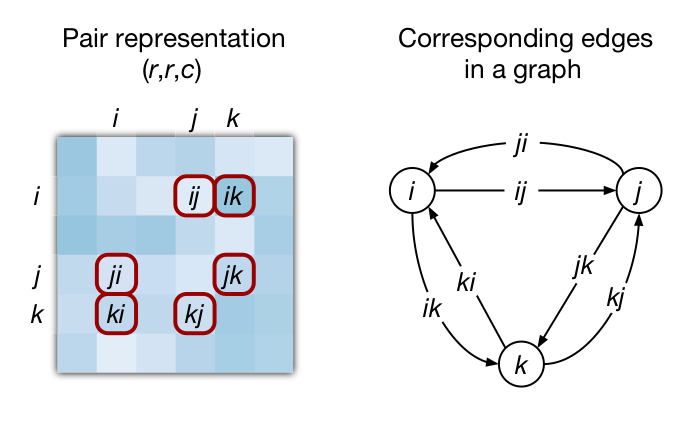 Pair representation
(r,r,c)
i j k
i ij ik
j ji jk
k ki kj
Corresponding edges
in a graph
ji
i ij j
jk
ki
kj
ik
k